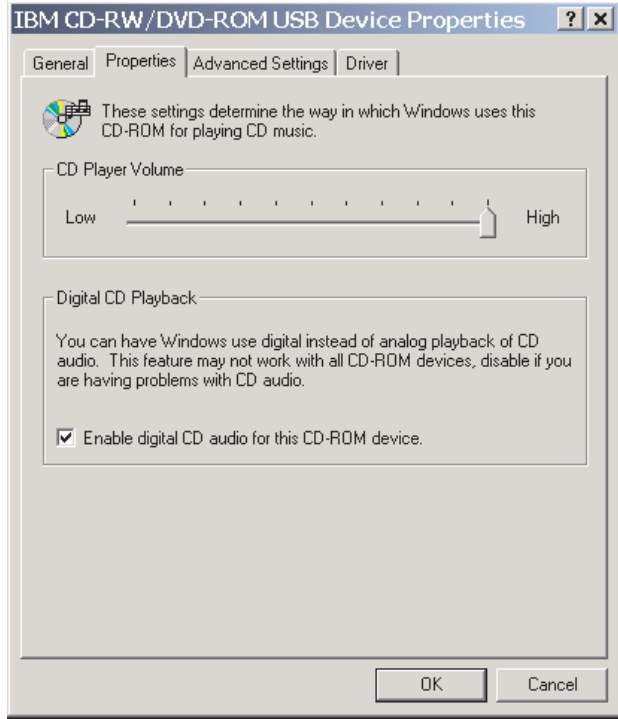 IBM CD-RW/DVD-ROM USB Device Properties ? ×
General Properties Advanced Settings Driver
These settings determine the way in which Windows uses this
CD-ROM for playing CD music.
CD Player Volume
Low High
Digital CD Playback
You can have Windows use digital instead of analog playback of CD
audio. This feature may not work with all CD-ROM devices, disable if you
are having problems with CD audio.
Enable digital CD audio for this CD-ROM device.
OK Cancel